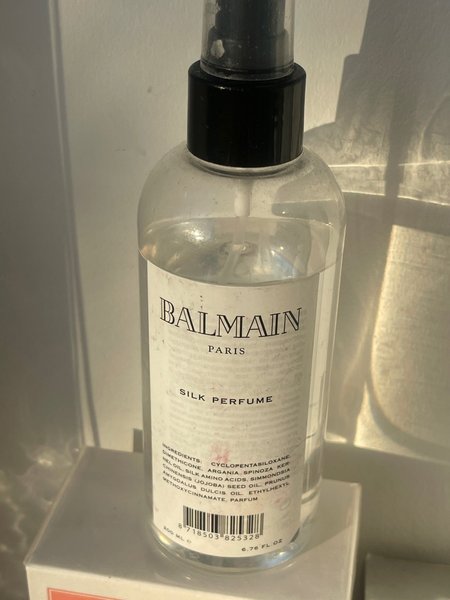 BALMAIN
PARIS
SILK PERFUME
INGREDIENTS: CYCLOPENTASILOXANE,
DIMETHICONE, ARGANIA SPINOZA KER-
NEL OIL, SILK AMINO ACIDS, SIMMONDSIA
CHINENSIS (JOJOBA) SEED OIL, PRUNUS
AMYGDALUS DULCIS OIL, ETHYLHEXYL
METHOXYCINNAMATE, PARFUM
8 718503 825328
200 ML e
6.76 FL.OZ